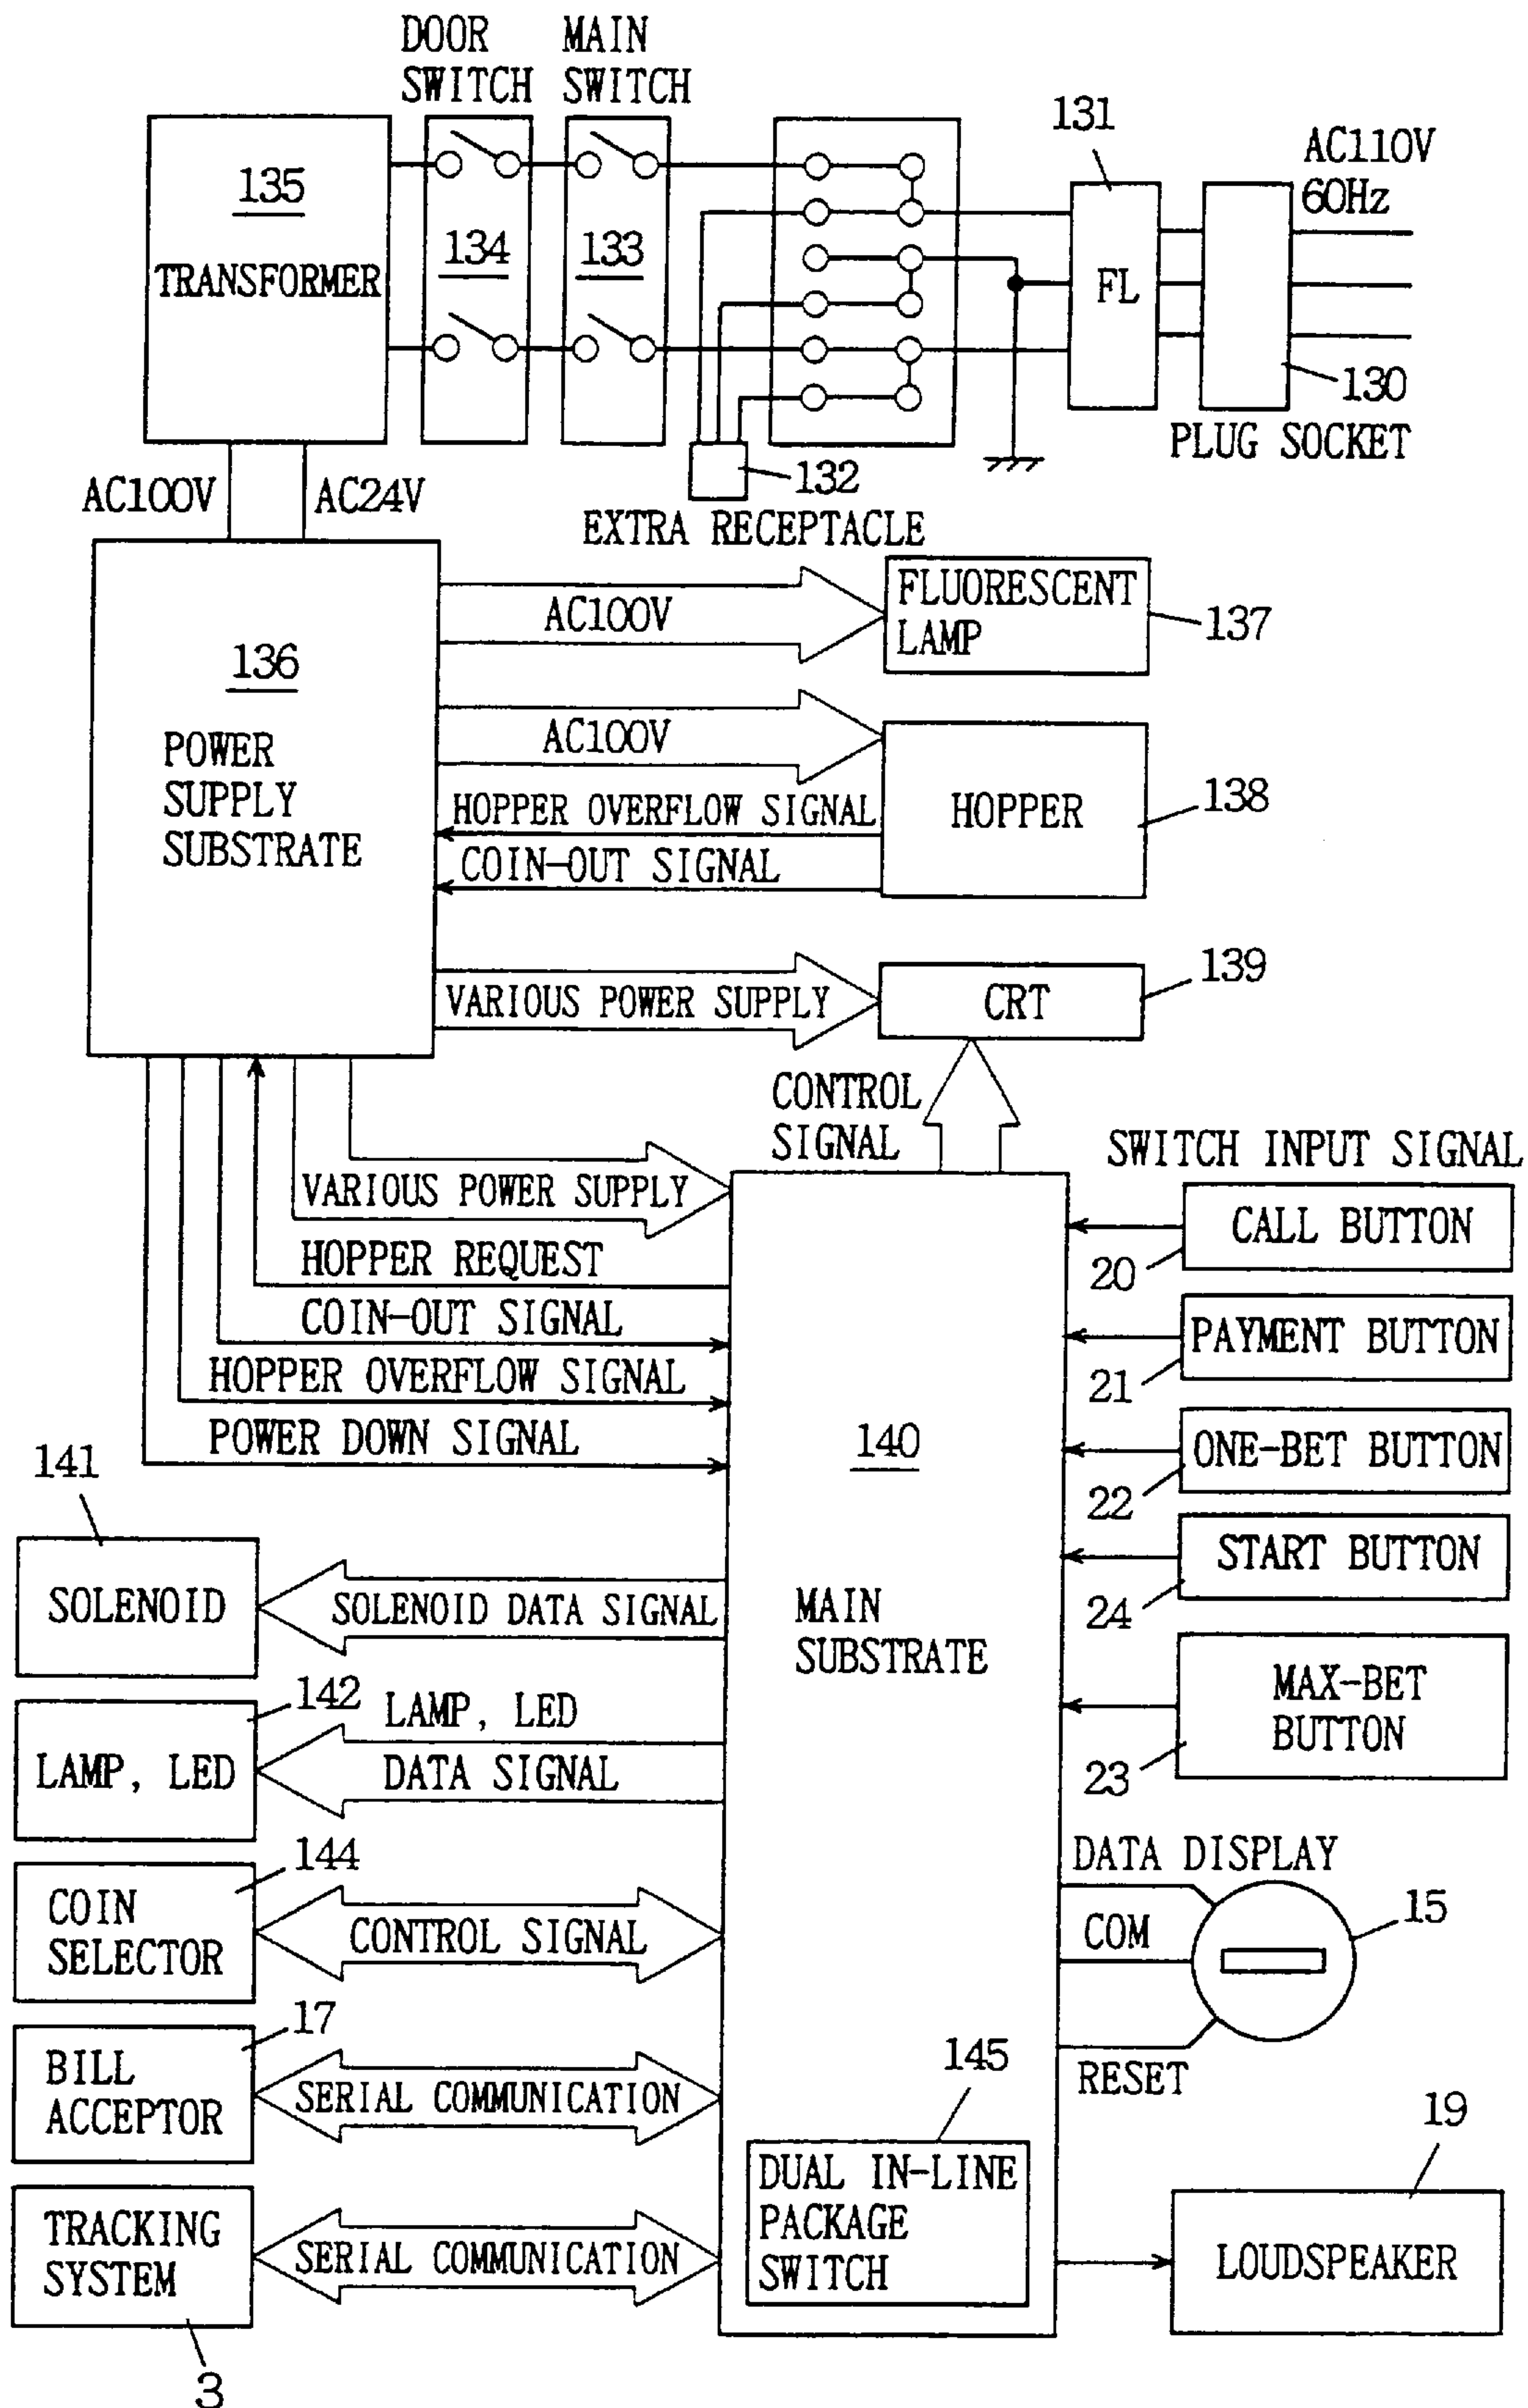 DOOR
SWITCH
MAIN
SWITCH
131
AC110V
60Hz
135
TRANSFORMER
134
133
FL
130
PLUG SOCKET
AC100V
AC24V
132
EXTRA RECEPTACLE
136
POWER
SUPPLY
SUBSTRATE
AC100V
FLUORESCENT
LAMP
137
AC100V
HOPPER OVERFLOW SIGNAL
COIN-OUT SIGNAL
HOPPER
138
VARIOUS POWER SUPPLY
CRT
139
CONTROL
SIGNAL
SWITCH INPUT SIGNAL
VARIOUS POWER SUPPLY
HOPPER REQUEST
COIN-OUT SIGNAL
HOPPER OVERFLOW SIGNAL
POWER DOWN SIGNAL
CALL BUTTON
20
PAYMENT BUTTON
21
ONE-BET BUTTON
22
START BUTTON
24
MAX-BET
BUTTON
23
140
MAIN
SUBSTRATE
141
SOLENOID
SOLENOID DATA SIGNAL
142
LAMP, LED
LAMP, LED
DATA SIGNAL
144
COIN
SELECTOR
CONTROL SIGNAL
DATA DISPLAY
COM
15
RESET
17
BILL
ACCEPTOR
SERIAL COMMUNICATION
145
DUAL IN-LINE
PACKAGE
SWITCH
19
LOUDSPEAKER
TRACKING
SYSTEM
SERIAL COMMUNICATION
3